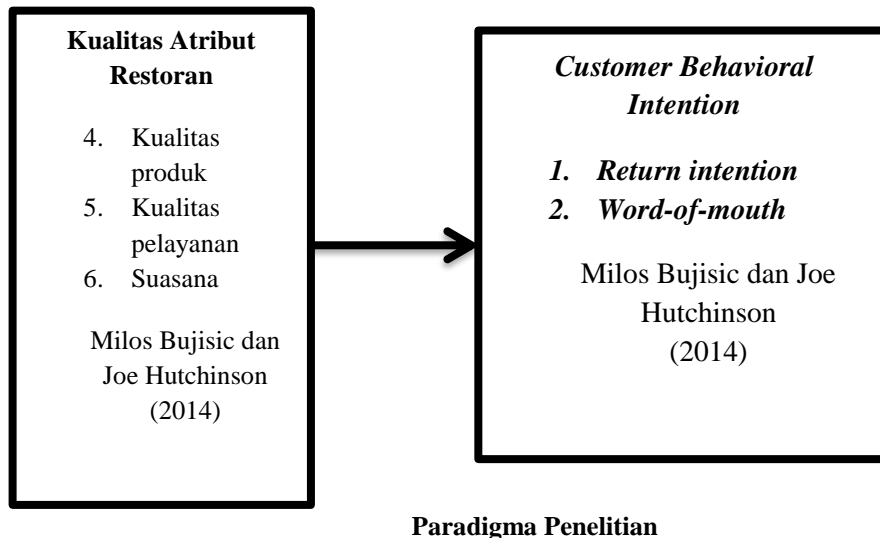 Kualitas Atribut
Restoran
4. Kualitas
produk
5. Kualitas
pelayanan
6. Suasana
Milos Bujisic dan
Joe Hutchinson
(2014)
Customer Behavioral
Intention
1. Return intention
2. Word-of-mouth
Milos Bujisic dan Joe
Hutchinson
(2014)
Paradigma Penelitian